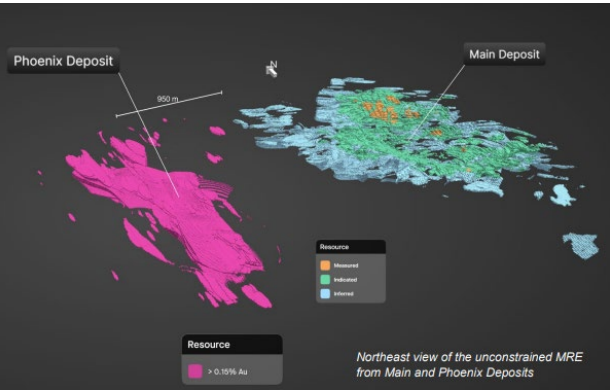 Phoenix Deposit
N
Main Deposit
950 m
Resource
Measured
Indicated
Inferred
Resource
> 0.15% Au
Northeast view of the unconstrained MRE
from Main and Phoenix Deposits